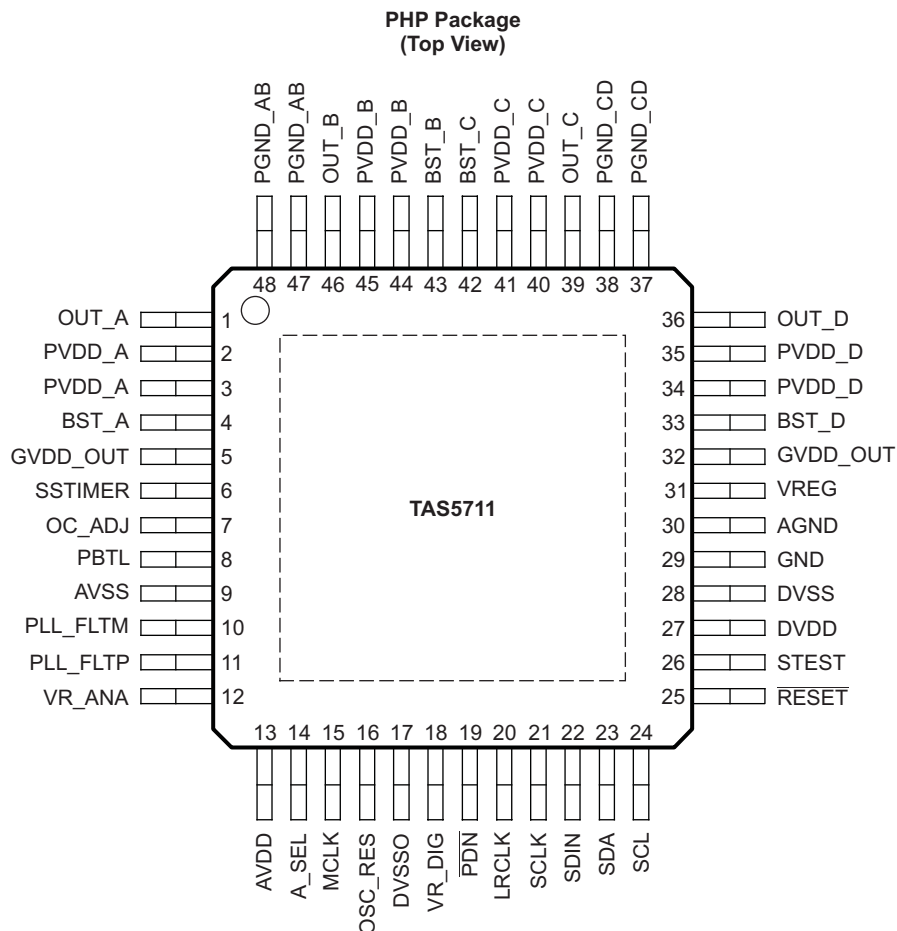 PHP Package
(Top View)
PGND_AB
PGND_AB
OUT_B
PVDD_B
PVDD_B
BST_B
BST_C
PVDD_C
PVDD_C
OUT_C
PGND_CD
PGND_CD
48 47 46 45 44 43 42 41 40 39 38 37
OUT_A 1 36 OUT_D
PVDD_A 2 35 PVDD_D
PVDD_A 3 34 PVDD_D
BST_A 4 33 BST_D
GVDD_OUT 5 32 GVDD_OUT
SSTIMER 6 31 VREG
OC_ADJ 7 TAS5711 30 AGND
PBTL 8 29 GND
AVSS 9 28 DVSS
PLL_FLTM 10 27 DVDD
PLL_FLTP 11 26 STEST
VR_ANA 12 25 RESET
13 14 15 16 17 18 19 20 21 22 23 24
AVDD
A_SEL
MCLK
OSC_RES
DVSSO
VR_DIG
PDN
LRCLK
SCLK
SDIN
SDA
SCL